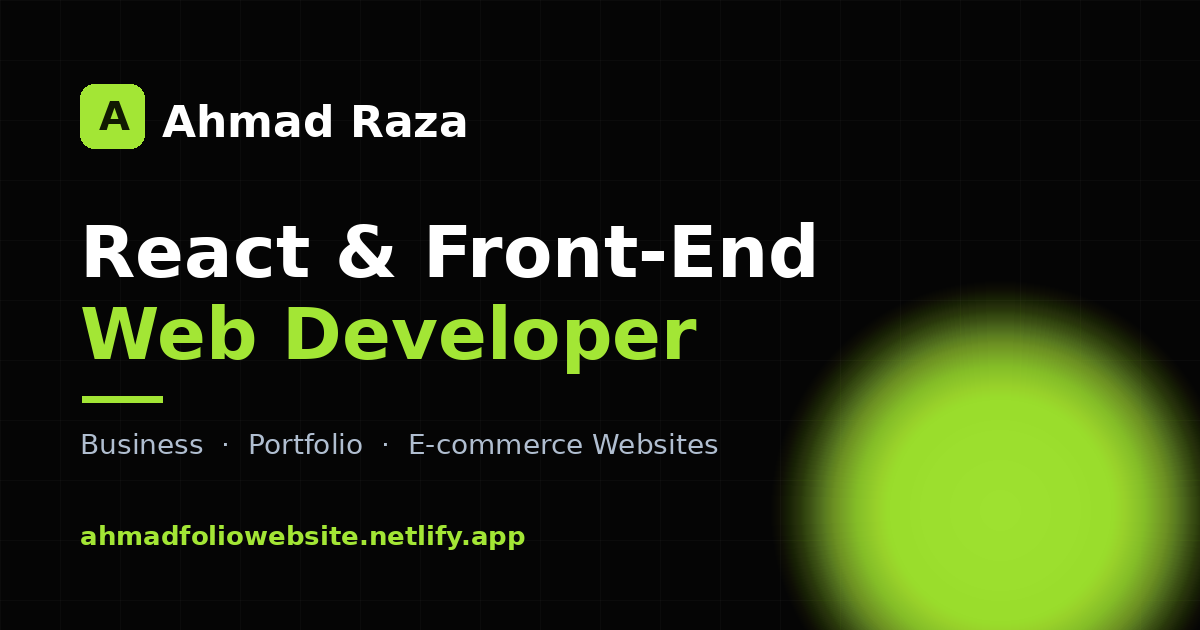 A Ahmad Raza
React & Front-End
Web Developer
Business · Portfolio · E-commerce Websites
ahmadfoliowebsite.netlify.app